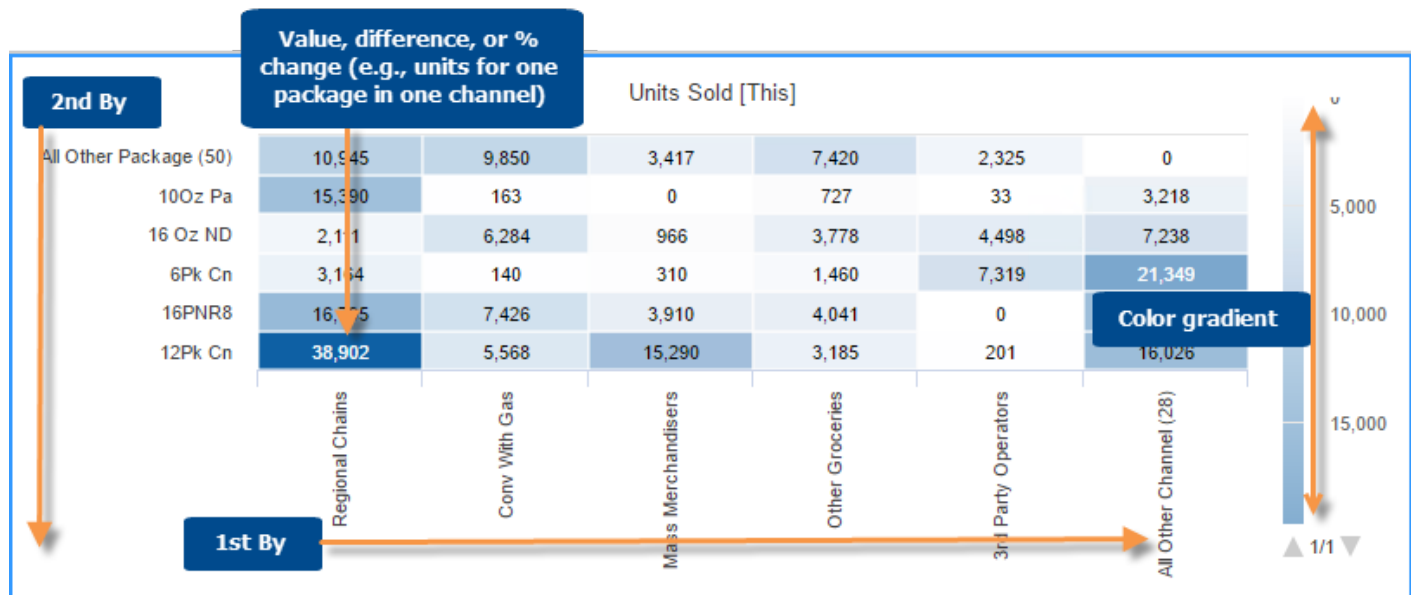 Value, difference, or %
change (e.g., units for one
package in one channel)
2nd By
Units Sold [This]
All Other Package (50) 10,945 9,850 3,417 7,420 2,325 0
10Oz Pa 15,390 163 0 727 33 3,218
16 Oz ND 2,111 6,284 966 3,778 4,498 7,238
6Pk Cn 3,164 140 310 1,460 7,319 21,349
16PNR8 7,426 3,910 4,041 0
12Pk Cn 38,902 5,568 15,290 3,185 201 16,026
Color gradient
0
5,000
10,000
15,000
Regional Chains
Conv With Gas
Mass Merchandisers
Other Groceries
3rd Party Operators
All Other Channel (28)
1st By
1/1